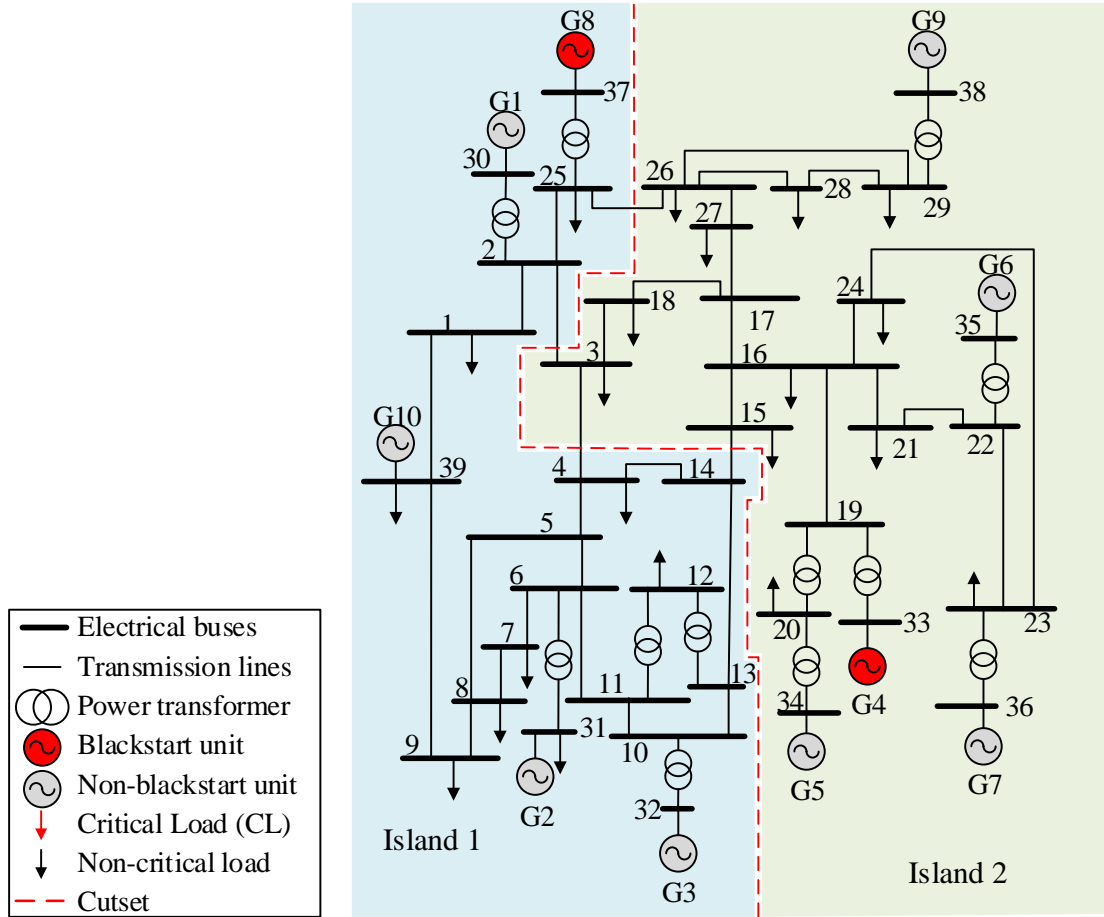 G8
G9
37
38
G1
30
25
26
28
29
27
2
G6
24
18
35
1
17
3
16
G10
15
21
22
39
4
14
19
5
6
12
7
20
33
23
13
8
11
34
G4
36
31
10
9
G5
G7
G2
32
Island 1
G3
Island 2
Electrical buses
Transmission lines
Power transformer
Blackstart unit
Non-blackstart unit
Critical Load (CL)
Non-critical load
Cutset